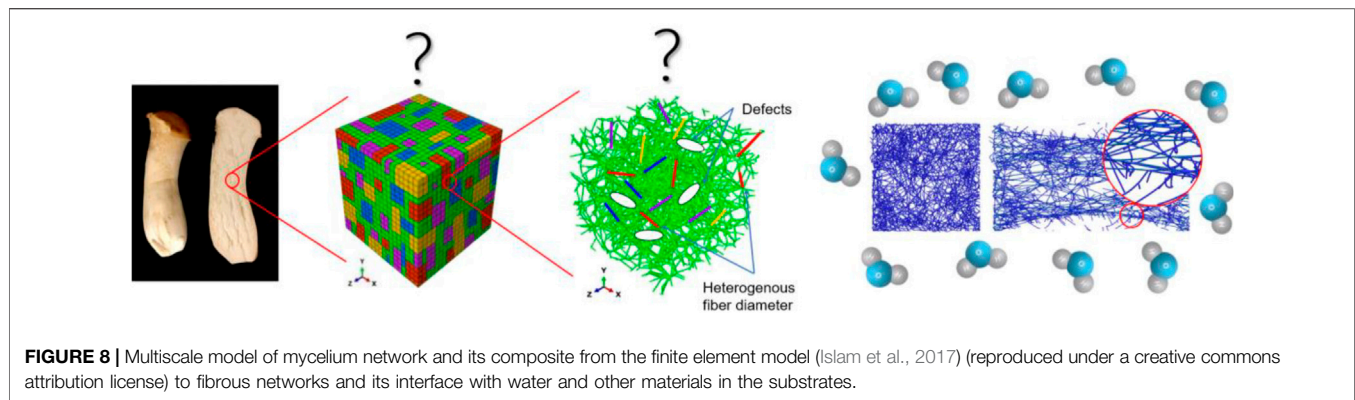 ?
?
Defects
Heterogenous
fiber diameter
Y
Z
X
Y
Z
X
FIGURE 8 | Multiscale model of mycelium network and its composite from the finite element model (Islam et al., 2017) (reproduced under a creative commons
attribution license) to fibrous networks and its interface with water and other materials in the substrates.